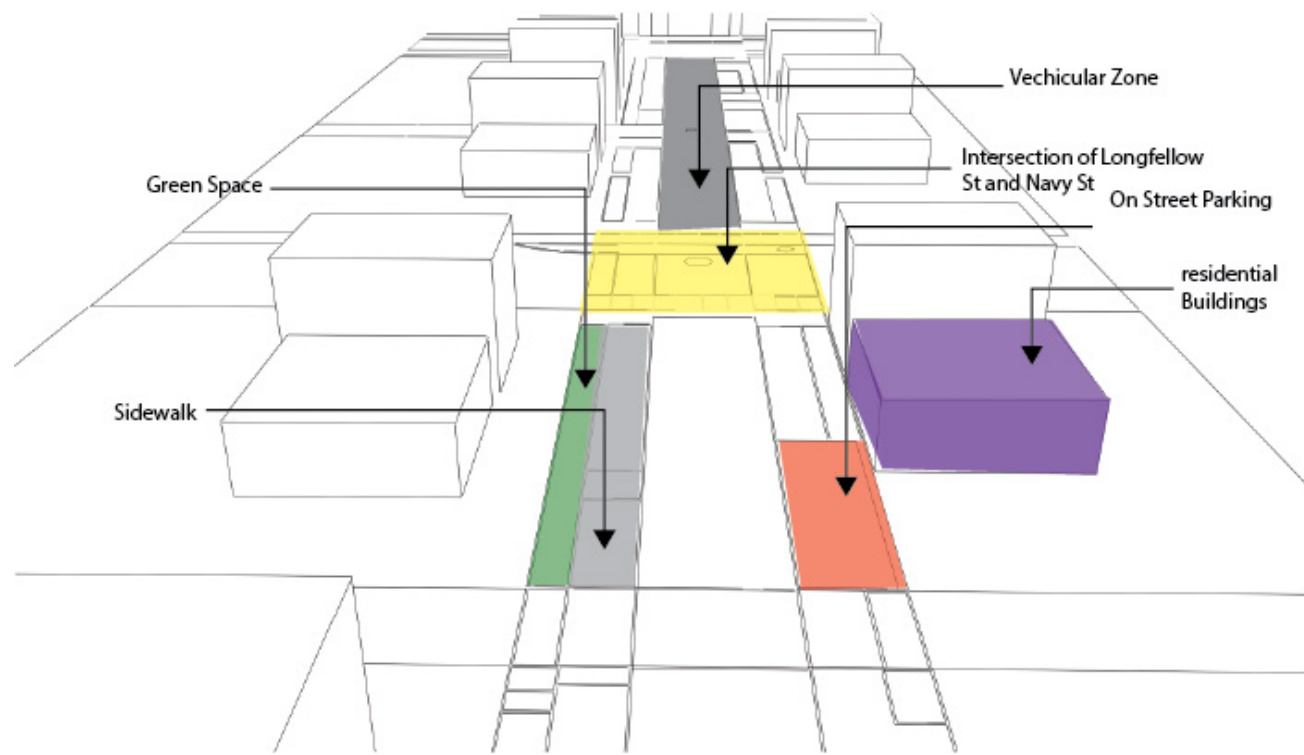 Vechicular Zone
Intersection of Longfellow
St and Navy St
On Street Parking
Green Space
residential
Buildings
Sidewalk